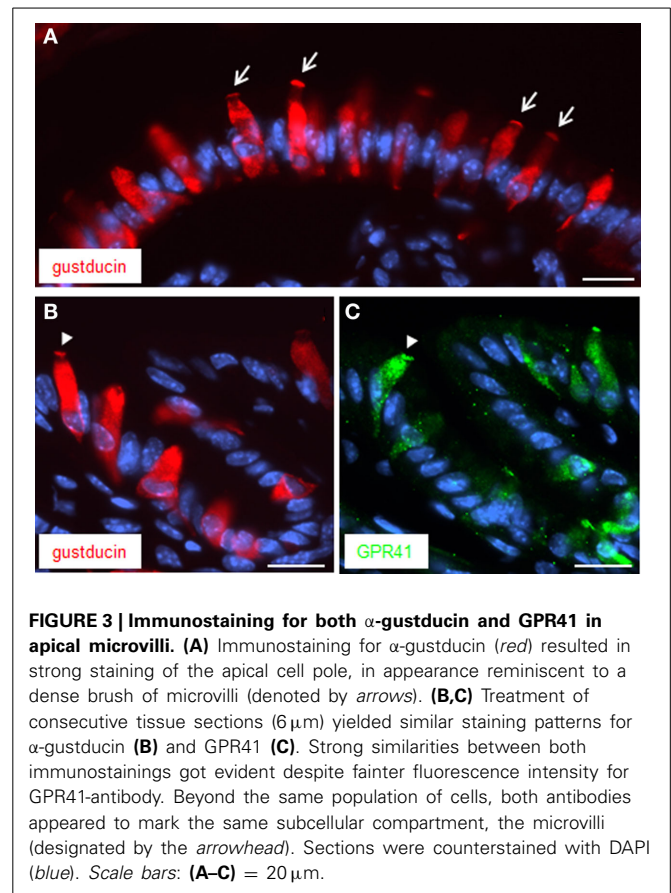 A
gustducin
B
C
gustducin
GPR41
FIGURE 3 | Immunostaining for both α-gustducin and GPR41 in
apical microvilli. (A) Immunostaining for α-gustducin (red) resulted in
strong staining of the apical cell pole, in appearance reminiscent to a
dense brush of microvilli (denoted by arrows). (B,C) Treatment of
consecutive tissue sections (6 μm) yielded similar staining patterns for
α-gustducin (B) and GPR41 (C). Strong similarities between both
immunostainings got evident despite fainter fluorescence intensity for
GPR41-antibody. Beyond the same population of cells, both antibodies
appeared to mark the same subcellular compartment, the microvilli
(designated by the arrowhead). Sections were counterstained with DAPI
(blue). Scale bars: (A–C) = 20 μm.